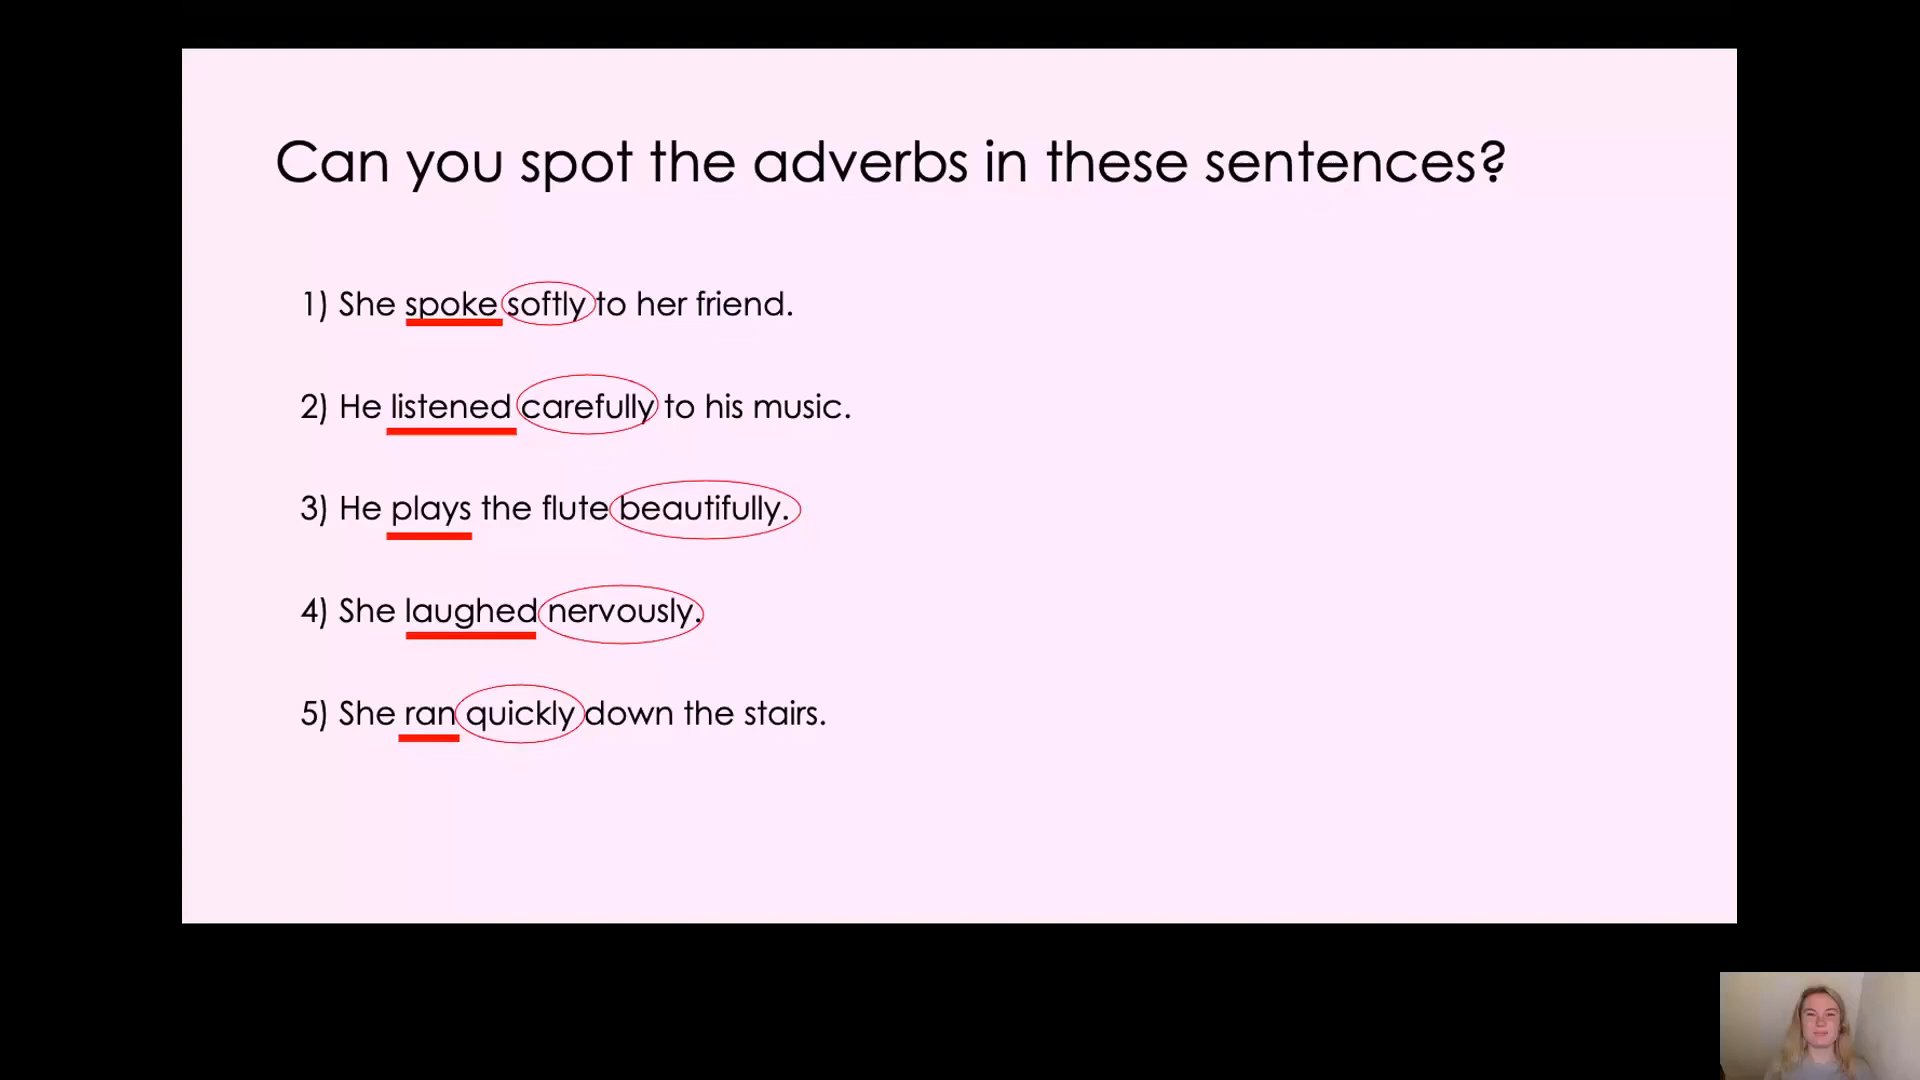 Can you spot the adverbs in these sentences?
1) She spoke softly to her friend.
2) He listened carefully to his music.
3) He plays the flute beautifully.
4) She laughed nervously.
5) She ran quickly down the stairs.